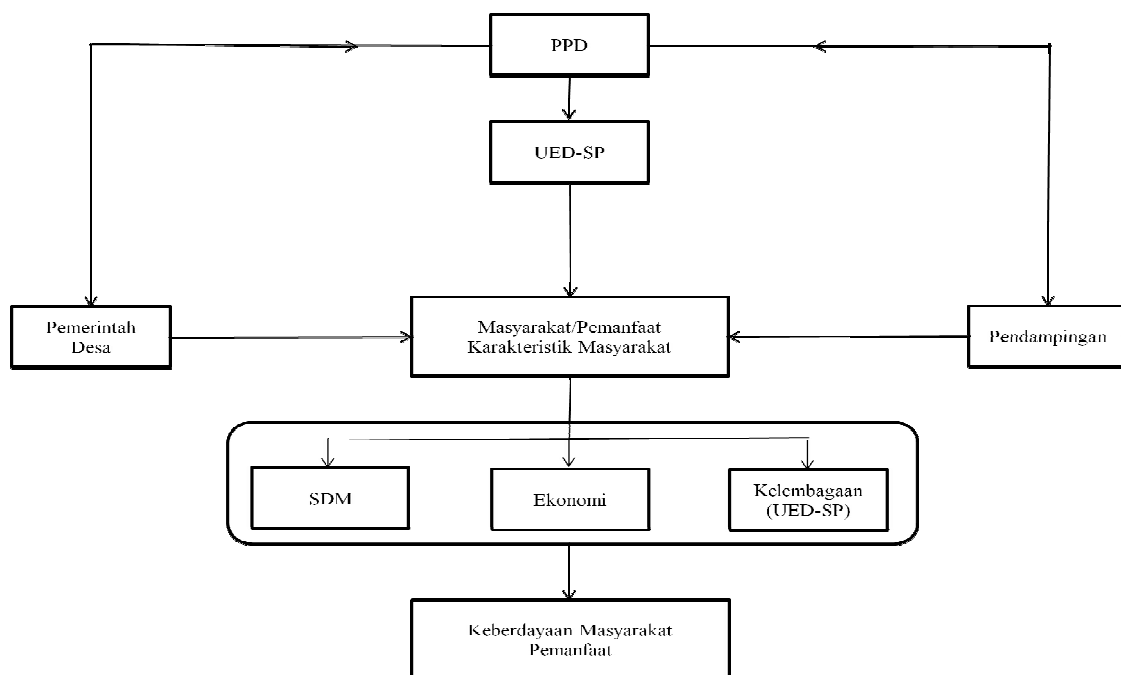 PPD
UED-SP
Pemerintah
Desa
Masyarakat/Pemanfaat
Karakteristik Masyarakat
Pendampingan
SDM
Ekonomi
Kelembagaan
(UED-SP)
Keberdayaan Masyarakat
Pemanfaat